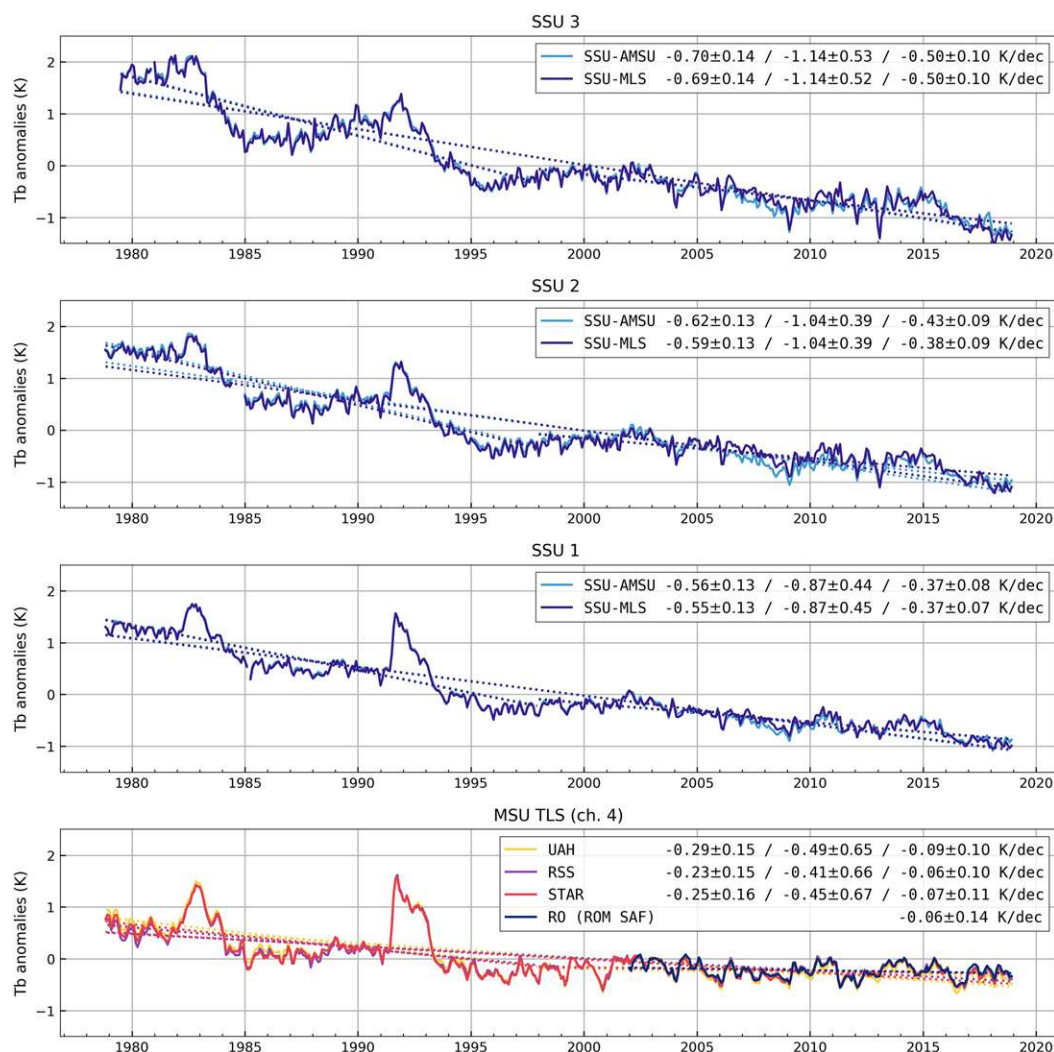 SSU 3
SSU-AMSU -0.70±0.14 / -1.14±0.53 / -0.50±0.10 K/dec
SSU-MLS -0.69±0.14 / -1.14±0.52 / -0.50±0.10 K/dec
Tb anomalies (K)
2
1
0
−1
1980 1985 1990 1995 2000 2005 2010 2015 2020
SSU 2
SSU-AMSU -0.62±0.13 / -1.04±0.39 / -0.43±0.09 K/dec
SSU-MLS -0.59±0.13 / -1.04±0.39 / -0.38±0.09 K/dec
Tb anomalies (K)
2
1
0
−1
1980 1985 1990 1995 2000 2005 2010 2015 2020
SSU 1
SSU-AMSU -0.56±0.13 / -0.87±0.44 / -0.37±0.08 K/dec
SSU-MLS -0.55±0.13 / -0.87±0.45 / -0.37±0.07 K/dec
Tb anomalies (K)
2
1
0
−1
1980 1985 1990 1995 2000 2005 2010 2015 2020
MSU TLS (ch. 4)
UAH -0.29±0.15 / -0.49±0.65 / -0.09±0.10 K/dec
RSS -0.23±0.15 / -0.41±0.66 / -0.06±0.10 K/dec
STAR -0.25±0.16 / -0.45±0.67 / -0.07±0.11 K/dec
RO (ROM SAF) -0.06±0.14 K/dec
Tb anomalies (K)
2
1
0
−1
1980 1985 1990 1995 2000 2005 2010 2015 2020